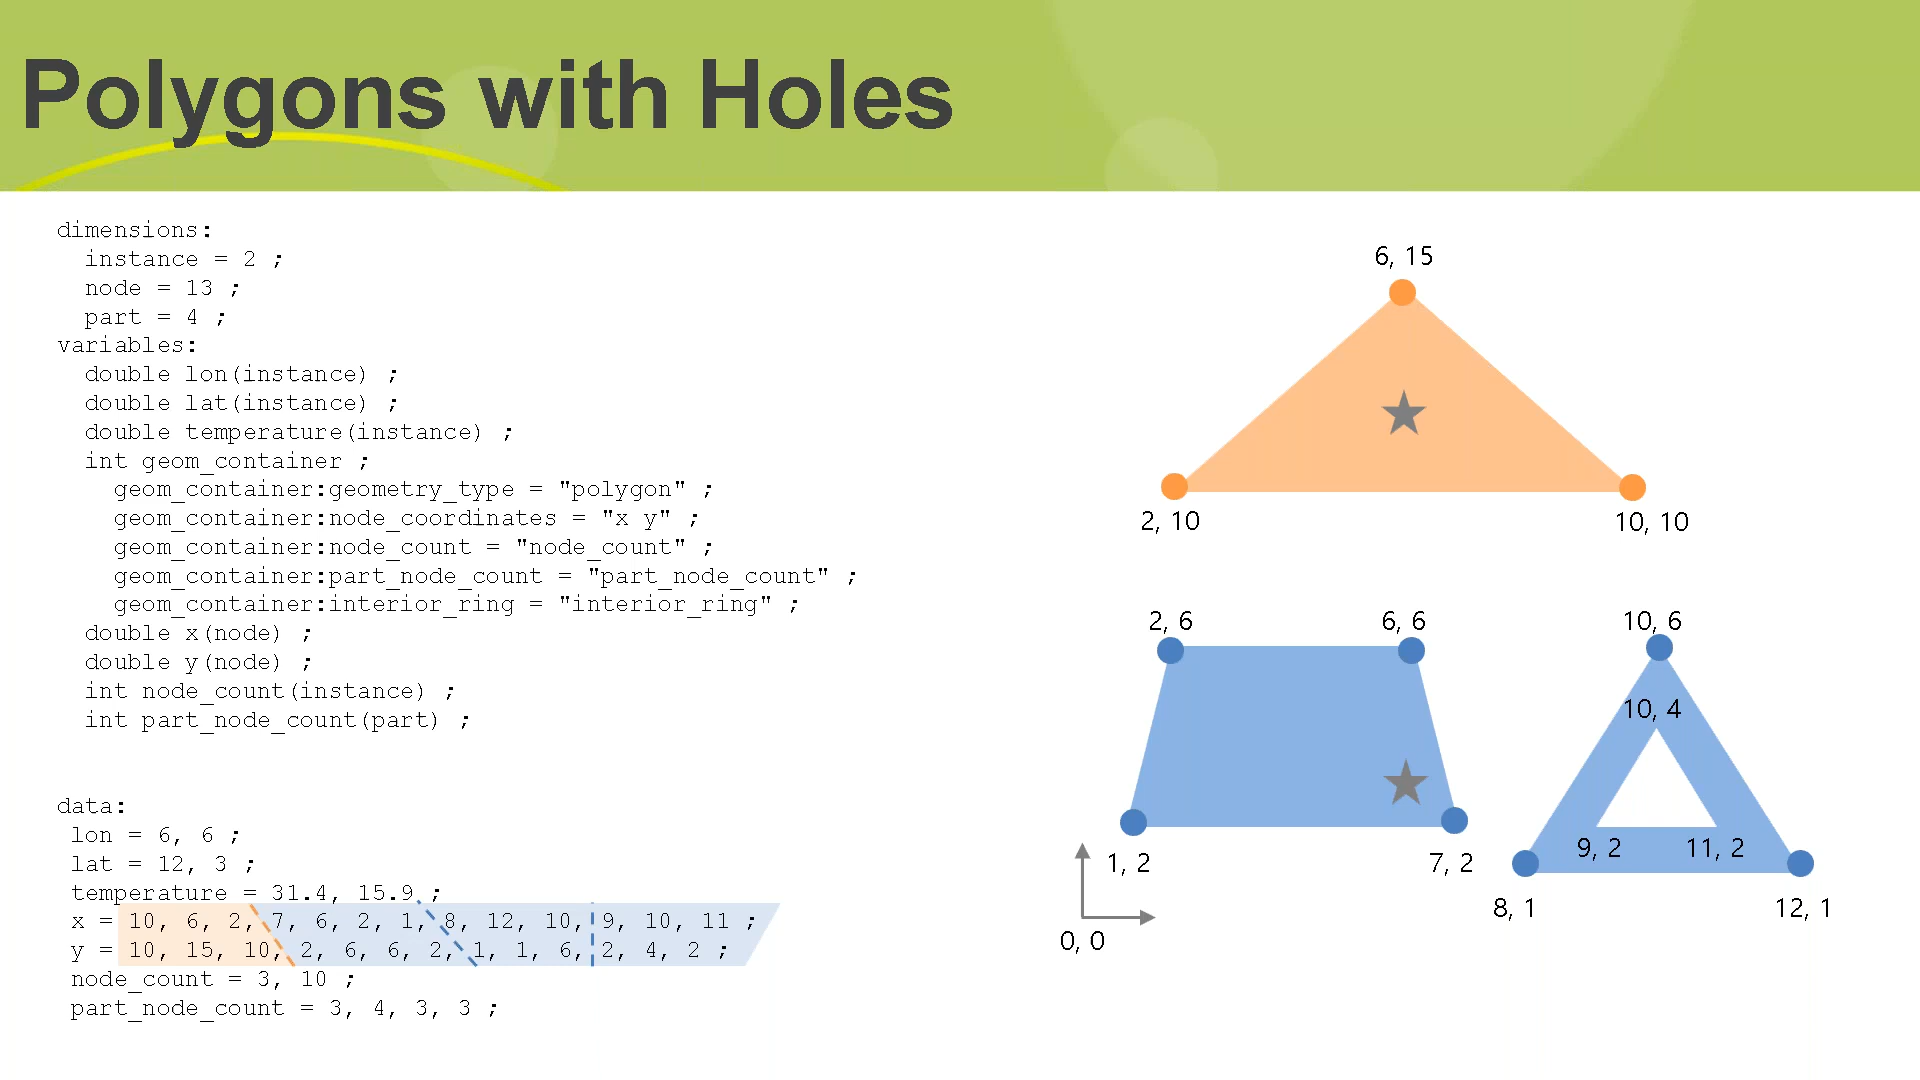 Polygons with Holes
dimensions:
instance = 2 ;
node = 13 ;
part = 4 ;
variables:
double lon(instance) ;
double lat(instance) ;
double temperature(instance) ;
int geom_container ;
geom_container:geometry_type = "polygon" ;
geom_container:node_coordinates = "x y" ;
geom_container:node_count = "node_count" ;
geom_container:part_node_count = "part_node_count" ;
geom_container:interior_ring = "interior_ring" ;
double x(node) ;
double y(node) ;
int node_count(instance) ;
int part_node_count(part) ;
data:
lon = 6, 6 ;
lat = 12, 3 ;
temperature = 31.4, 15.9 ;
x = 10, 6, 2, 7, 6, 2, 1, 8, 12, 10, 9, 10, 11 ;
y = 10, 15, 10, 2, 6, 6, 2, 1, 1, 6, 2, 4, 2 ;
node_count = 3, 10 ;
part_node_count = 3, 4, 3, 3 ;
6, 15
2, 10
10, 10
2, 6
6, 6
10, 6
10, 4
9, 2
11, 2
1, 2
7, 2
8, 1
12, 1
0, 0